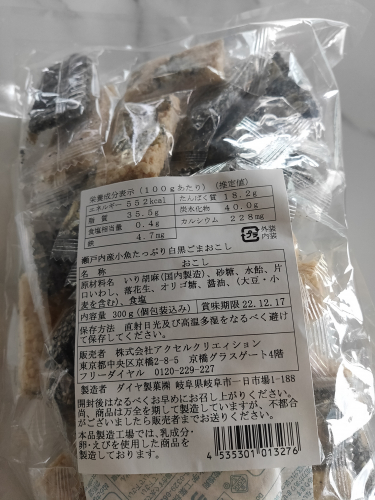 栄養成分表示(100gあたり)(推定値)
エネルギー 552kcal たんぱく質 18.2g
脂質 35.5g 炭水化物 40.0g
食塩相当量 0.4g カルシウム 228mg
鉄 4.7mg
外装 内装
瀬戸内産小魚たっぷり白黒ごまおこし
名称 おこし
原材料名 いり胡麻(国内製造)、砂糖、水飴、片
口いわし、落花生、オリゴ糖、醤油、(大豆・小
麦を含む)、食塩
内容量 300g(個包装込み) 賞味期限 22.12.17
保存方法 直射日光及び高温多湿をなるべく避け
て保存してください。
販売者 株式会社アクセルクリエィション
東京都中央区京橋2-8-5 京橋グラスゲート4階
フリーダイヤル 0120-229-227
製造者 ダイヤ製菓㈲ 岐阜県岐阜市一日市場1-188
開封後はなるべくお早めにお召し上がりください。
尚、商品は万全を期して製造していますが、不都合
がございましたら販売者までお送りください。
本品製造工場では、乳成分・
卵・えびを使用した商品を
製造しております。
4 535301 013276